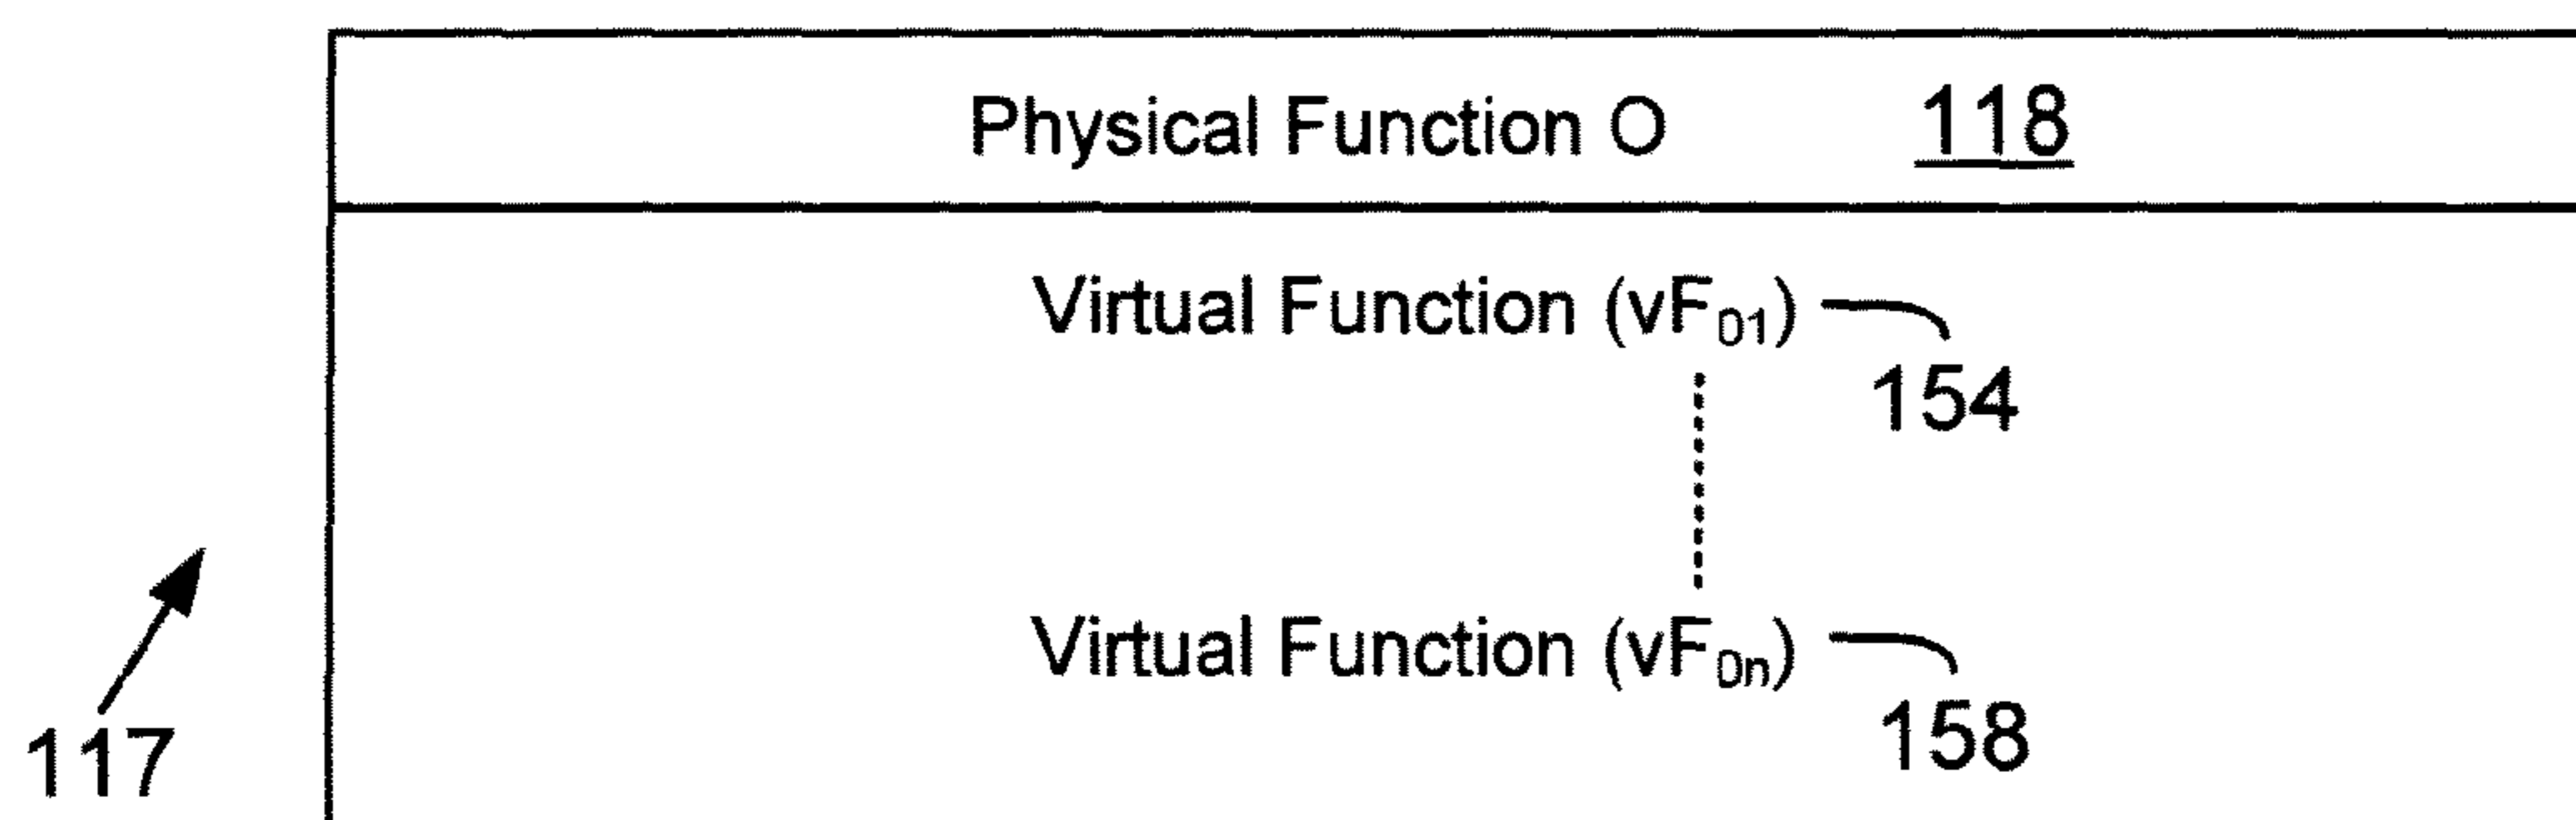 Physical Function O 118
Virtual Function (vF₀₁)
154
Virtual Function (vF₀ₙ)
158
117